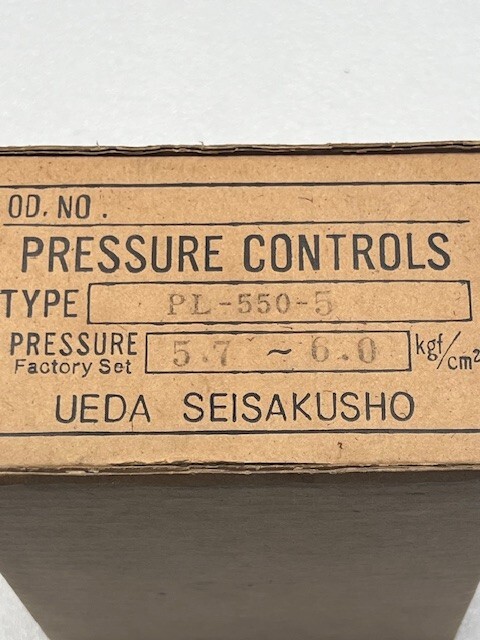 OD. NO.
PRESSURE CONTROLS
TYPE PL-550-5
PRESSURE 5.7 ~ 6.0 kgf/cm²
Factory Set
UEDA SEISAKUSHO